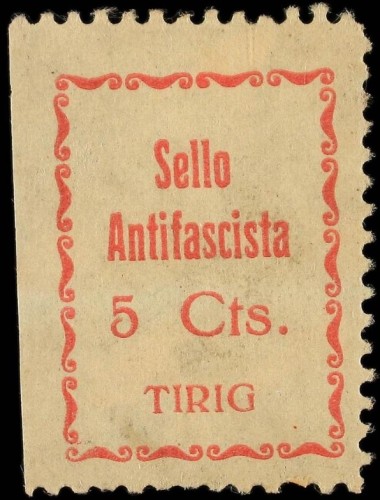 Sello
Antifascista
5 Cts.
TIRIG